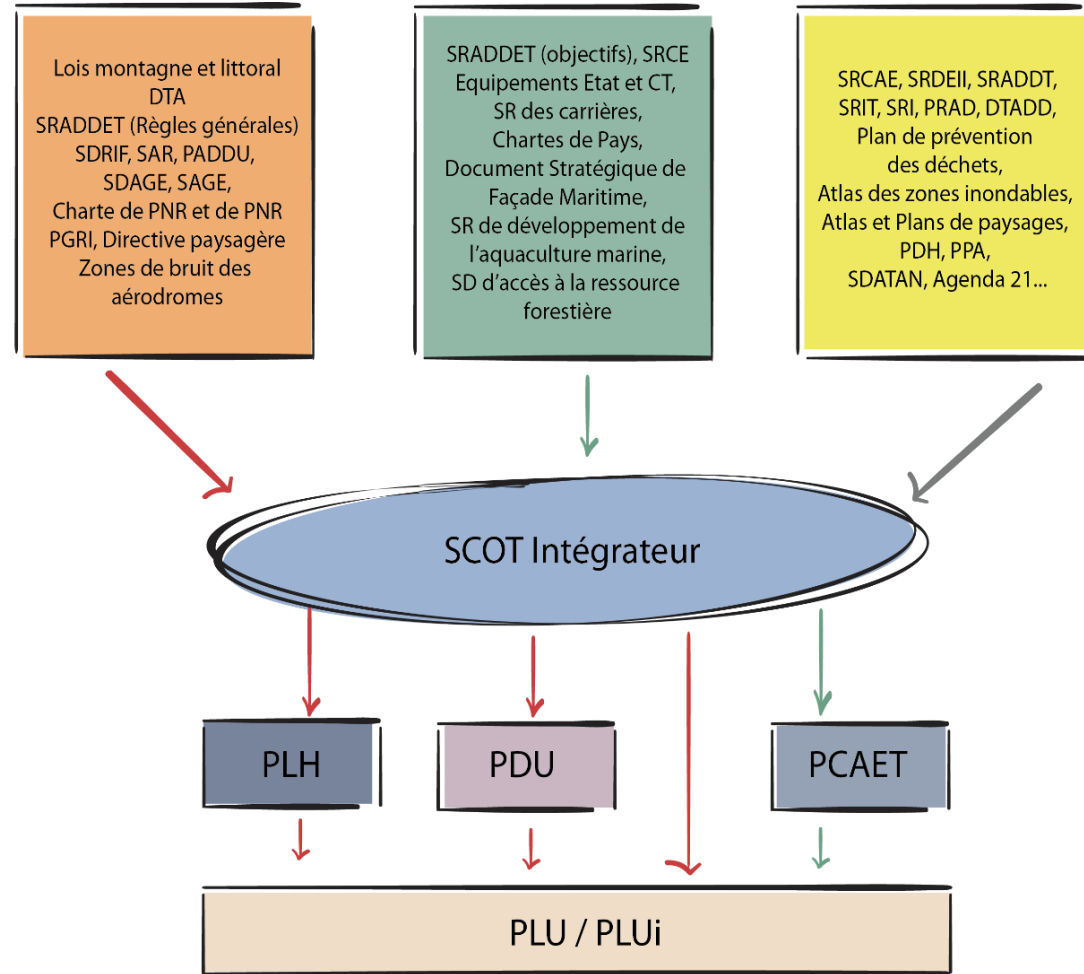 Lois montagne et littoral
DTA
SRADDET (Règles générales)
SDRIF, SAR, PADDU,
SDAGE, SAGE,
Charte de PNR et de PNR
PGRI, Directive paysagère
Zones de bruit des
aérodromes
SRADDET (objectifs), SRCE
Equipements Etat et CT,
SR des carrières,
Chartes de Pays,
Document Stratégique de
Façade Maritime,
SR de développement de
l'aquaculture marine,
SD d'accès à la ressource
forestière
SRCAE, SRDEII, SRADDT,
SRIT, SRI, PRAD, DTADD,
Plan de prévention
des déchets,
Atlas des zones inondables,
Atlas et Plans de paysages,
PDH, PPA,
SDATAN, Agenda 21...
SCOT Intégrateur
PLH
PDU
PCAET
PLU / PLUi